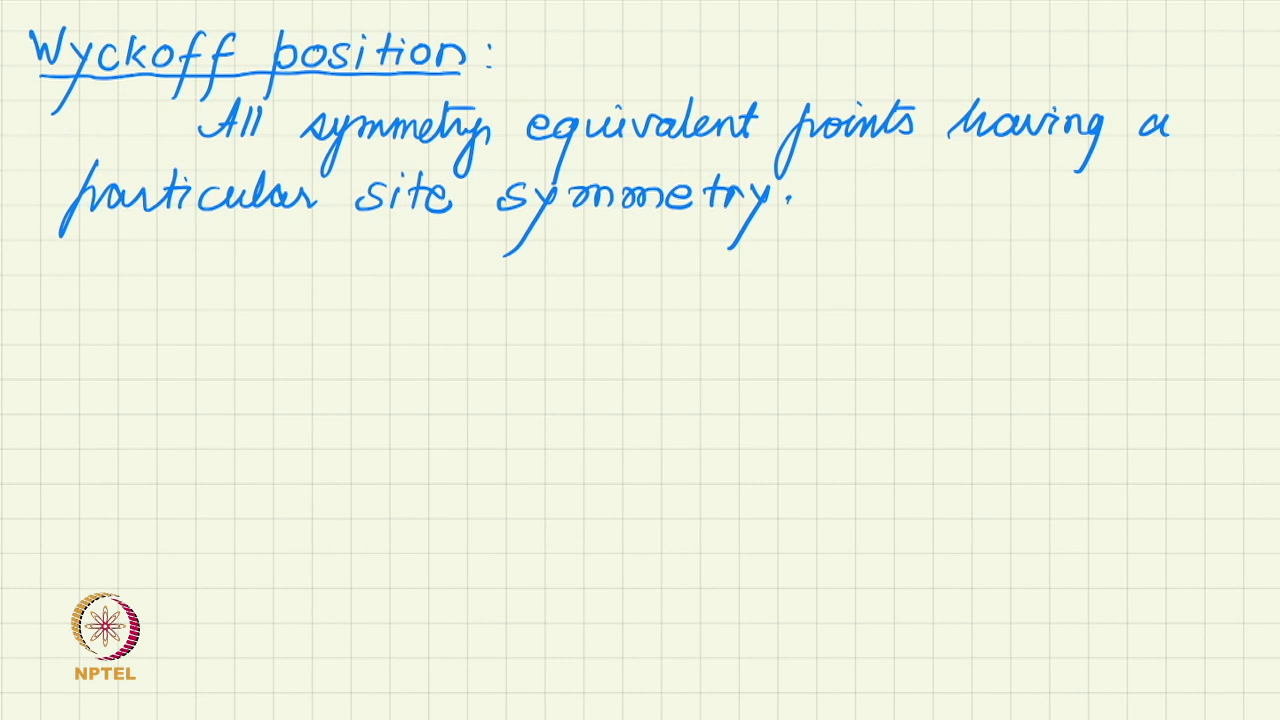 Wyckoff position :
All symmetry equivalent points having a
particular site symmetry.
NPTEL